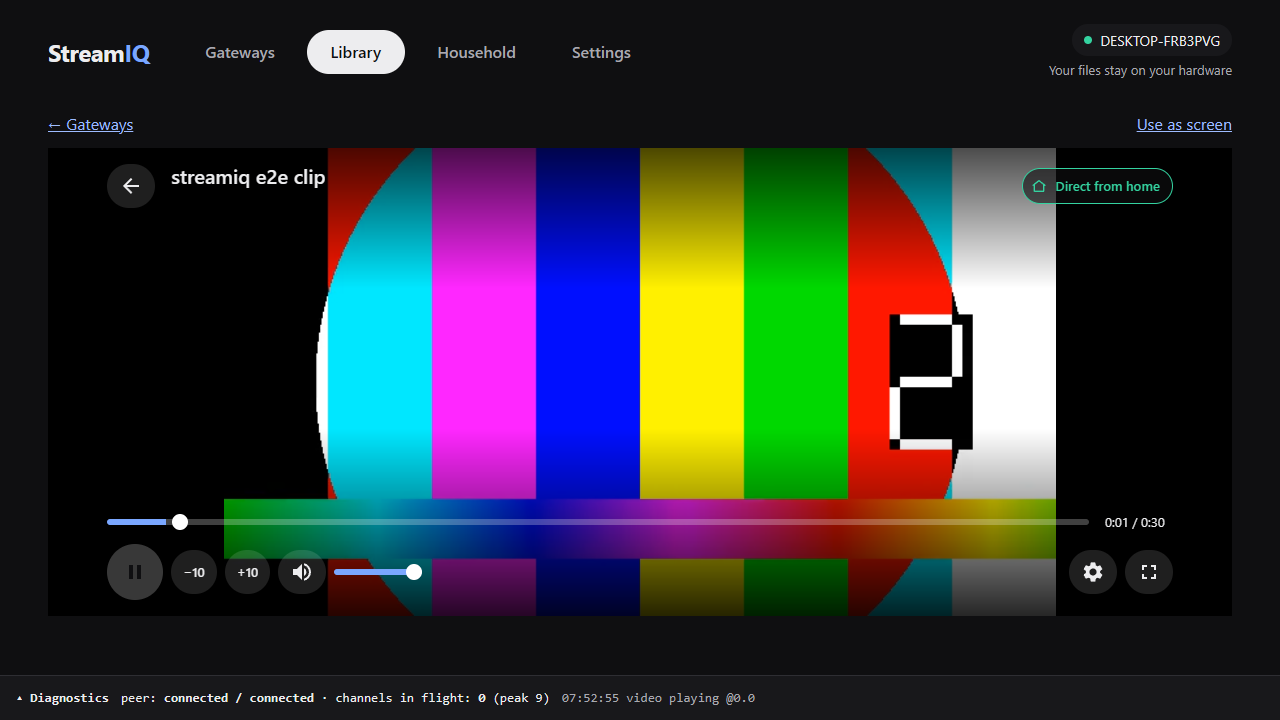 StreamIQ
Gateways
Library
Household
Settings
DESKTOP-FRB3PVG
Your files stay on your hardware
← Gateways
Use as screen
streamiq e2e clip
Direct from home
2
0:01 / 0:30
−10
+10
▴ Diagnostics peer: connected / connected · channels in flight: 0 (peak 9) 07:52:55 video playing @0.0